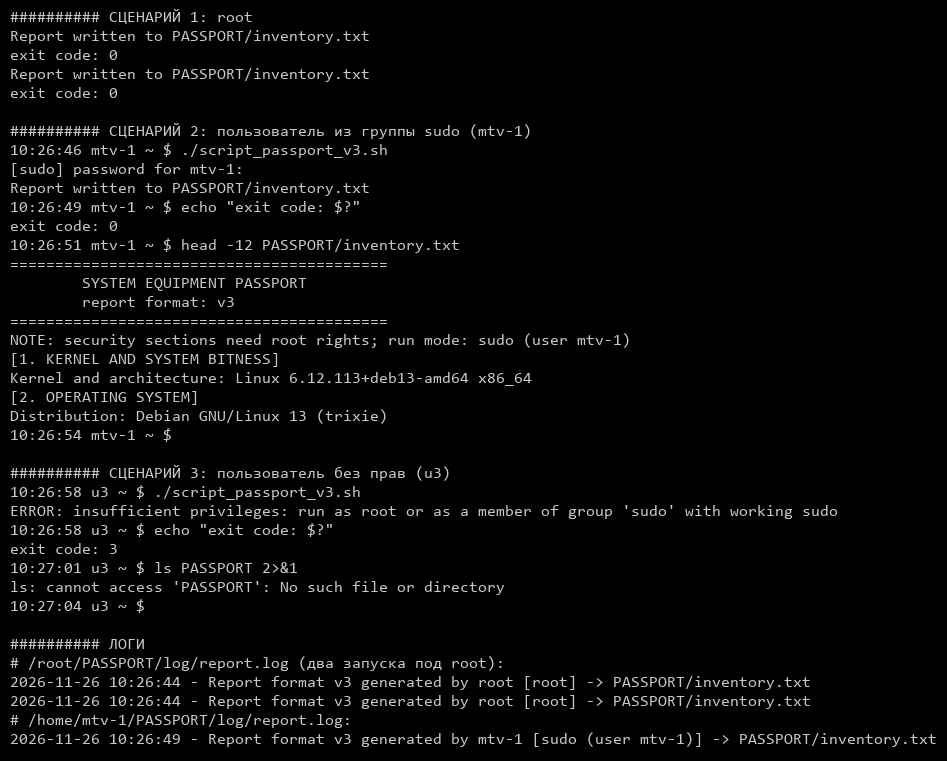 ########## СЦЕНАРИЙ 1: root
Report written to PASSPORT/inventory.txt
exit code: 0
Report written to PASSPORT/inventory.txt
exit code: 0
########## СЦЕНАРИЙ 2: пользователь из группы sudo (mtv-1)
10:26:46 mtv-1 ~ $ ./script_passport_v3.sh
[sudo] password for mtv-1:
Report written to PASSPORT/inventory.txt
10:26:49 mtv-1 ~ $ echo "exit code: $?"
exit code: 0
10:26:51 mtv-1 ~ $ head -12 PASSPORT/inventory.txt
==========================================
SYSTEM EQUIPMENT PASSPORT
report format: v3
==========================================
NOTE: security sections need root rights; run mode: sudo (user mtv-1)
[1. KERNEL AND SYSTEM BITNESS]
Kernel and architecture: Linux 6.12.113+deb13-amd64 x86_64
[2. OPERATING SYSTEM]
Distribution: Debian GNU/Linux 13 (trixie)
10:26:54 mtv-1 ~ $
########## СЦЕНАРИЙ 3: пользователь без прав (u3)
10:26:58 u3 ~ $ ./script_passport_v3.sh
ERROR: insufficient privileges: run as root or as a member of group 'sudo' with working sudo
10:26:58 u3 ~ $ echo "exit code: $?"
exit code: 3
10:27:01 u3 ~ $ ls PASSPORT 2>&1
ls: cannot access 'PASSPORT': No such file or directory
10:27:04 u3 ~ $
########## ЛОГИ
# /root/PASSPORT/log/report.log (два запуска под root):
2026-11-26 10:26:44 - Report format v3 generated by root [root] -> PASSPORT/inventory.txt
2026-11-26 10:26:44 - Report format v3 generated by root [root] -> PASSPORT/inventory.txt
# /home/mtv-1/PASSPORT/log/report.log:
2026-11-26 10:26:49 - Report format v3 generated by mtv-1 [sudo (user mtv-1)] -> PASSPORT/inventory.txt